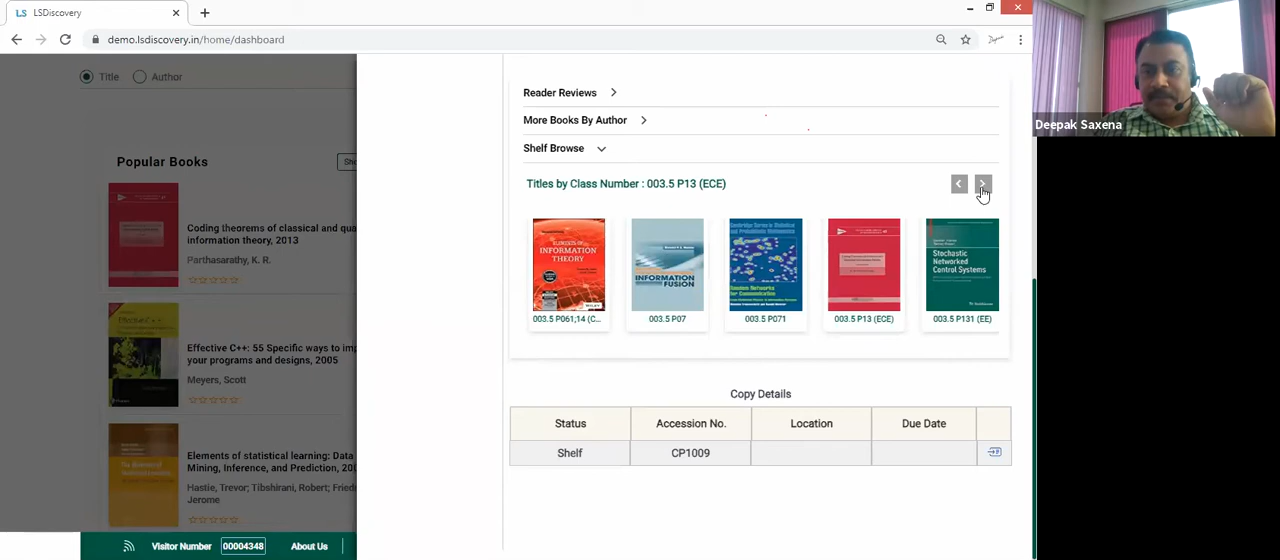 LS LSDiscovery
demo.lsdiscovery.in/home/dashboard
Title
Author
Popular Books
Sho
Coding theorems of classical and qua
information theory, 2013
Parthasarathy, K. R.
Effective C++: 55 Specific ways to imp
your programs and designs, 2005
Meyers, Scott
Elements of statistical learning: Data
Mining, Inference, and Prediction, 200
Hastie, Trevor; Tibshirani, Robert; Friede
Jerome
Visitor Number
00004348
About Us
Reader Reviews
More Books By Author
Shelf Browse
Titles by Class Number : 003.5 P13 (ECE)
ELEMENTS OF
INFORMATION
THEORY
INFORMATION
FUSION
Stochastic
Networked
Control Systems
003.5 P061;14 (C...
003.5 P07
003.5 P071
003.5 P13 (ECE)
003.5 P131 (EE)
Copy Details
Status
Accession No.
Location
Due Date
Shelf
CP1009
Deepak Saxena